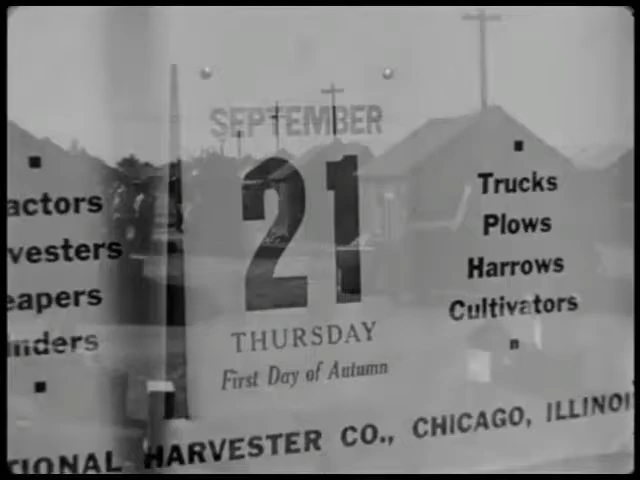 SEPTEMBER
21
THURSDAY
First Day of Autumn
actors
vesters
eapers
inders
Trucks
Plows
Harrows
Cultivators
TIONAL HARVESTER CO., CHICAGO, ILLINOI